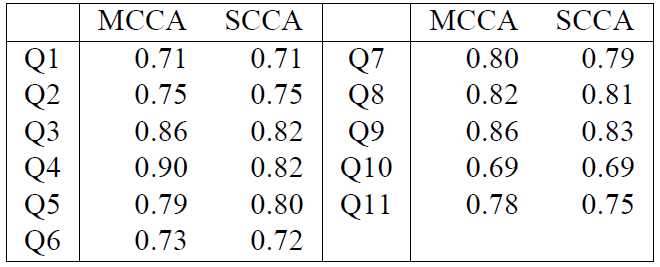 MCCA SCCA MCCA SCCA
Q1 0.71 0.71 Q7 0.80 0.79
Q2 0.75 0.75 Q8 0.82 0.81
Q3 0.86 0.82 Q9 0.86 0.83
Q4 0.90 0.82 Q10 0.69 0.69
Q5 0.79 0.80 Q11 0.78 0.75
Q6 0.73 0.72